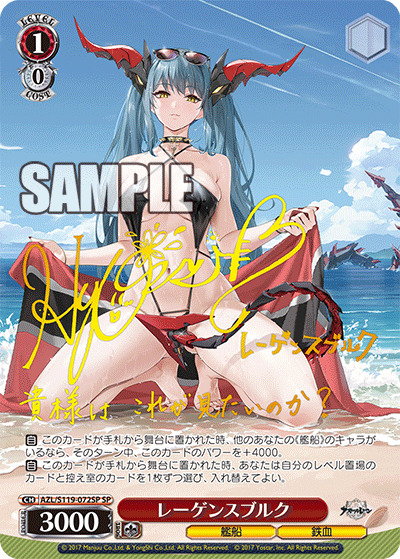 LEVEL
1
0
COST
SAMPLE
レーゲンスブルク
貴様は これが見たいのか？
自 このカードが手札から舞台に置かれた時、他のあなたの《艦船》のキャラが
いるなら、そのターン中、このカードのパワーを+4000。
自 このカードが手札から舞台に置かれた時、あなたは自分のレベル置場の
カードと控え室のカードを1枚ずつ選び、入れ替えてよい。
CH AZL/S119-072SP SP
アズールレーン
3000
レーゲンスブルク
艦船 鉄血
© 2017 Manjuu Co.,Ltd. & YongShi Co.,Ltd. All Rights Reserved. © 2017 Yostar, Inc. All Rights Reserved.